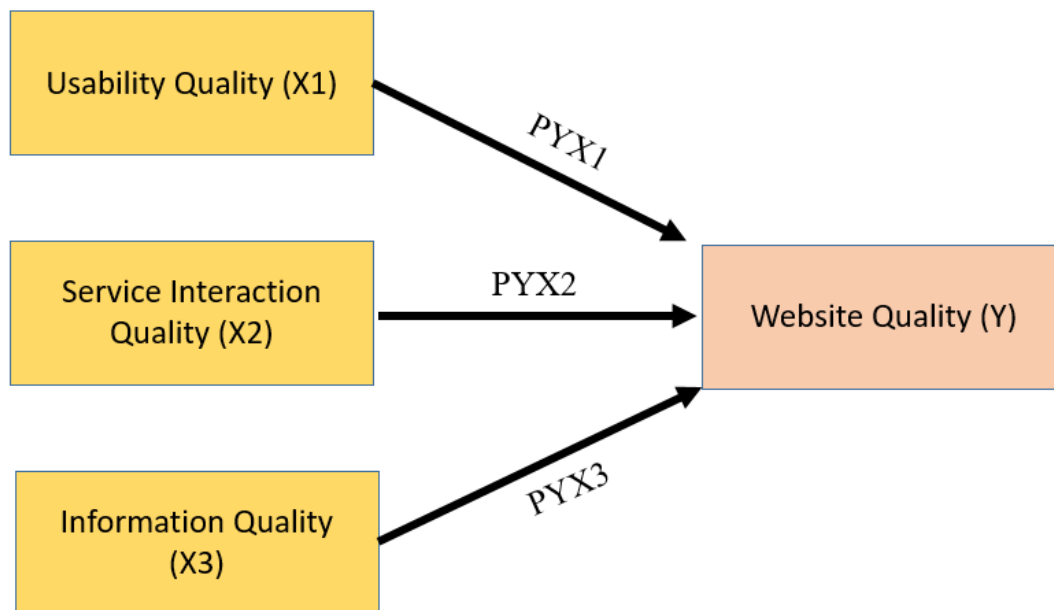 Usability Quality (X1)
PYX1
Service Interaction
Quality (X2)
PYX2
Website Quality (Y)
Information Quality
(X3)
PYX3